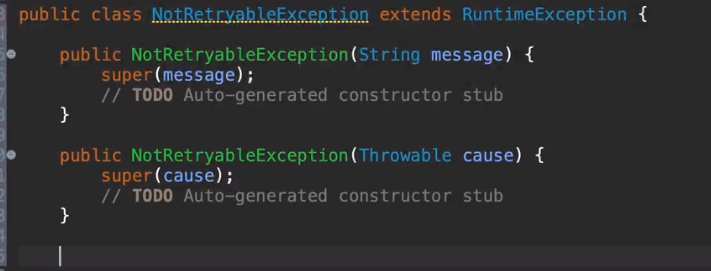 public class NotRetryableException extends RuntimeException {
public NotRetryableException(String message) {
super(message);
// TODO Auto-generated constructor stub
}
public NotRetryableException(Throwable cause) {
super(cause);
// TODO Auto-generated constructor stub
}